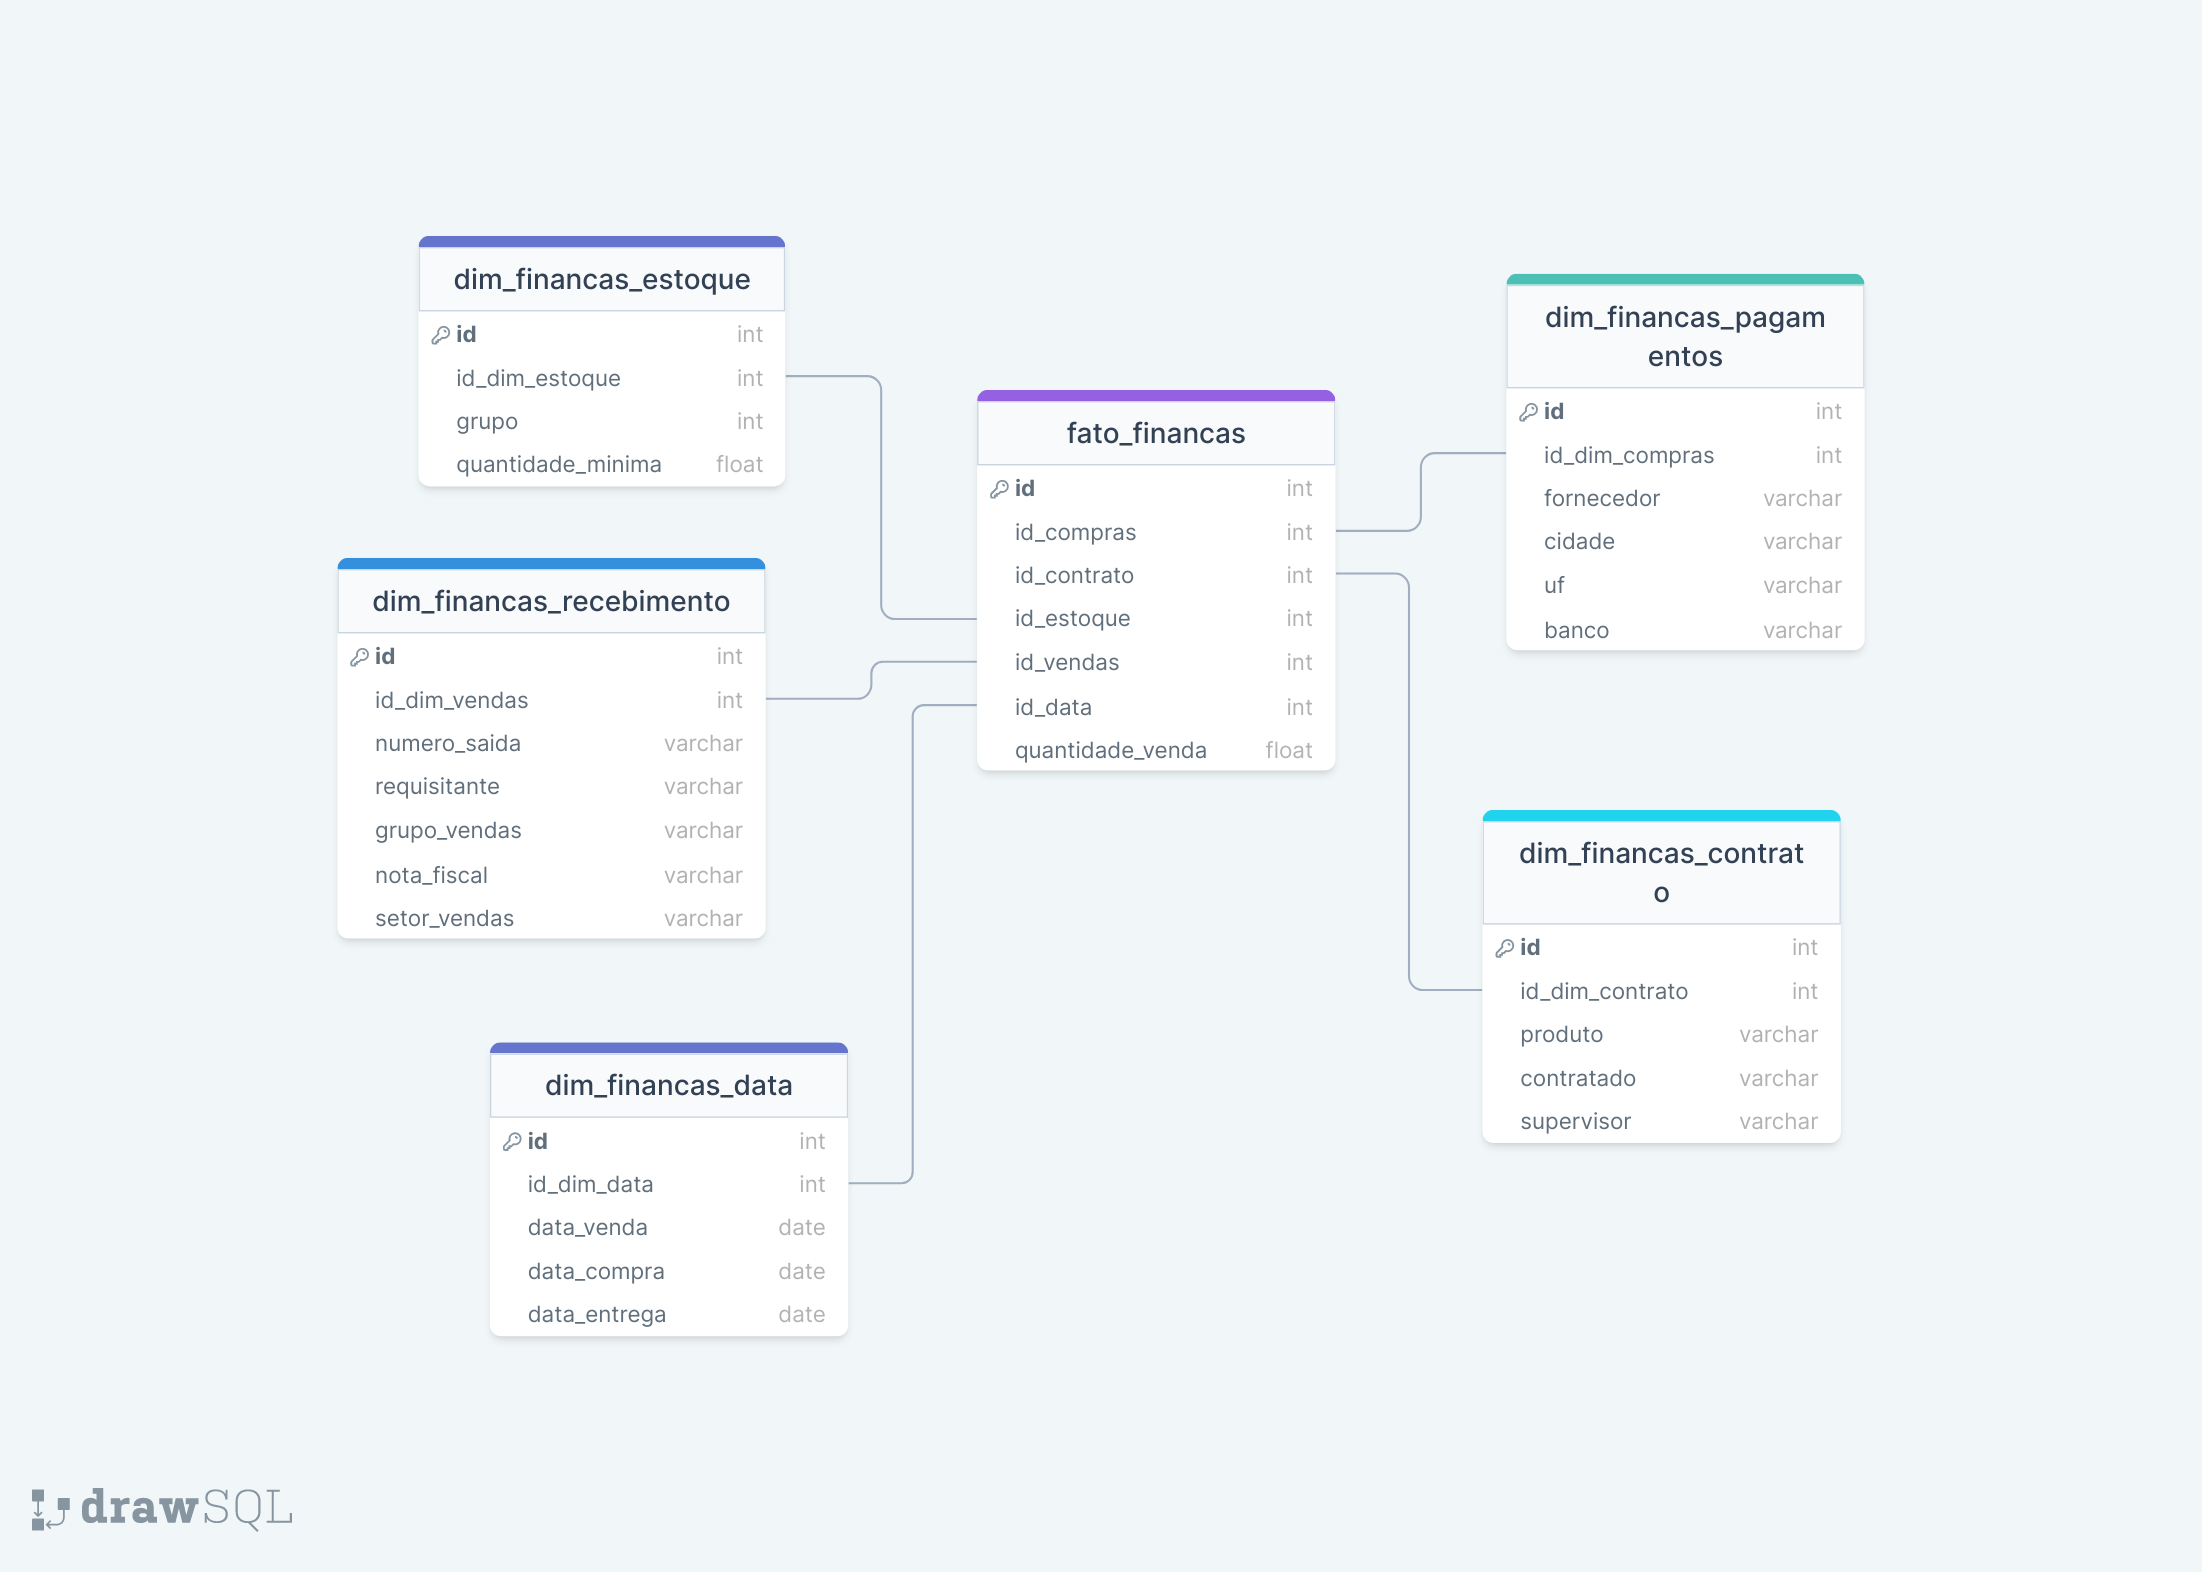 dim_financas_estoque
id int
id_dim_estoque int
grupo int
quantidade_minima float
dim_financas_recebimento
id int
id_dim_vendas int
numero_saida varchar
requisitante varchar
grupo_vendas varchar
nota_fiscal varchar
setor_vendas varchar
dim_financas_data
id int
id_dim_data int
data_venda date
data_compra date
data_entrega date
fato_financas
id int
id_compras int
id_contrato int
id_estoque int
id_vendas int
id_data int
quantidade_venda float
dim_financas_pagam
entos
id int
id_dim_compras int
fornecedor varchar
cidade varchar
uf varchar
banco varchar
dim_financas_contrat
o
id int
id_dim_contrato int
produto varchar
contratado varchar
supervisor varchar
drawSQL